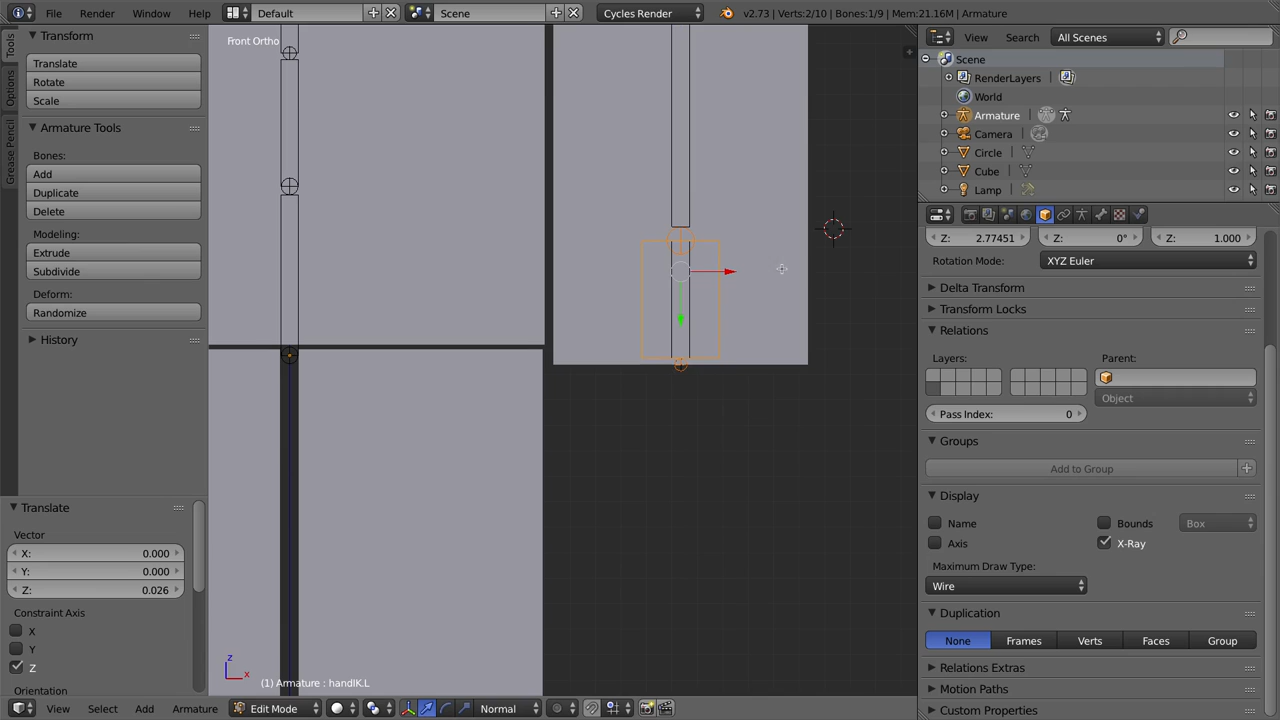 File Render Window Help Default Scene Cycles Render v2.73 | Verts:2/10 | Bones:1/9 | Mem:21.16M | Armature
Tools
Options
Grease Pencil
Transform
Translate
Rotate
Scale
Armature Tools
Bones:
Add
Duplicate
Delete
Modeling:
Extrude
Subdivide
Deform:
Randomize
History
Translate
Vector
X: 0.000
Y: 0.000
Z: 0.026
Constraint Axis
X
Y
Z
Orientation
Front Ortho
z
x
(1) Armature : handIK.L
View Select Add Armature Edit Mode Normal
View Search All Scenes
Scene
RenderLayers
World
Armature
Camera
Circle
Cube
Lamp
Z: 2.77451 Z: 0° Z: 1.000
Rotation Mode: XYZ Euler
Delta Transform
Transform Locks
Relations
Layers: Parent:
Object
Pass Index: 0
Groups
Add to Group
Display
Name Bounds Box
Axis X-Ray
Maximum Draw Type:
Wire
Duplication
None Frames Verts Faces Group
Relations Extras
Motion Paths
Custom Properties